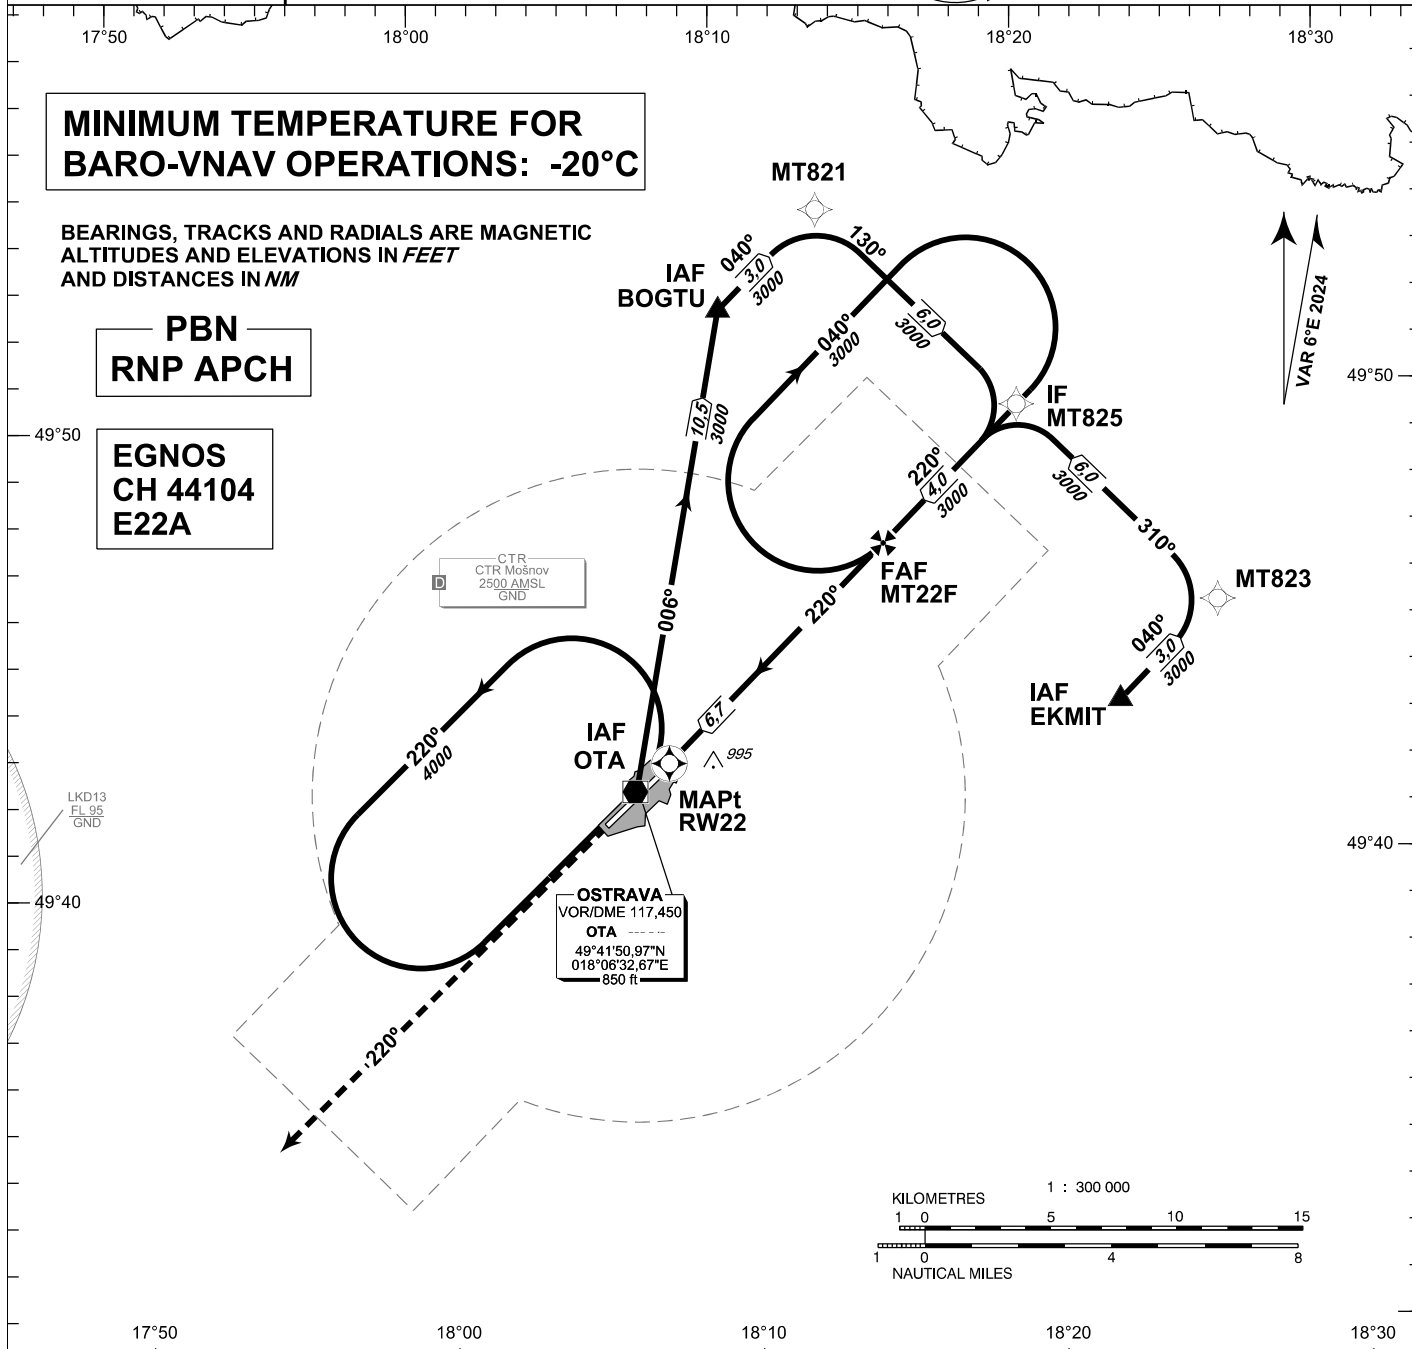 17°50
18°00
18°10
18°20
18°30
MINIMUM TEMPERATURE FOR
BARO-VNAV OPERATIONS: -20°C
BEARINGS, TRACKS AND RADIALS ARE MAGNETIC
ALTITUDES AND ELEVATIONS IN FEET
AND DISTANCES IN NM
PBN
RNP APCH
EGNOS
CH 44104
E22A
MT821
130°
040°
3,0
3000
IAF
BOGTU
6,0
3000
040°
3000
VAR 6°E 2024
49°50
IF
MT825
10,5
3000
49°50
220°
4,0
3000
6,0
3000
310°
CTR
CTR Mošnov
2500 AMSL
GND
D
FAF
MT22F
MT823
006°
220°
040°
3,0
3000
IAF
EKMIT
6,7
220°
4000
IAF
OTA
995
MAPt
RW22
LKD13
FL 95
GND
49°40
49°40
OSTRAVA
VOR/DME 117,450
OTA
49°41'50,97"N
018°06'32,67"E
850 ft
220°
1 : 300 000
KILOMETRES
1 0 5 10 15
1 0 4 8
NAUTICAL MILES
17°50
18°00
18°10
18°20
18°30